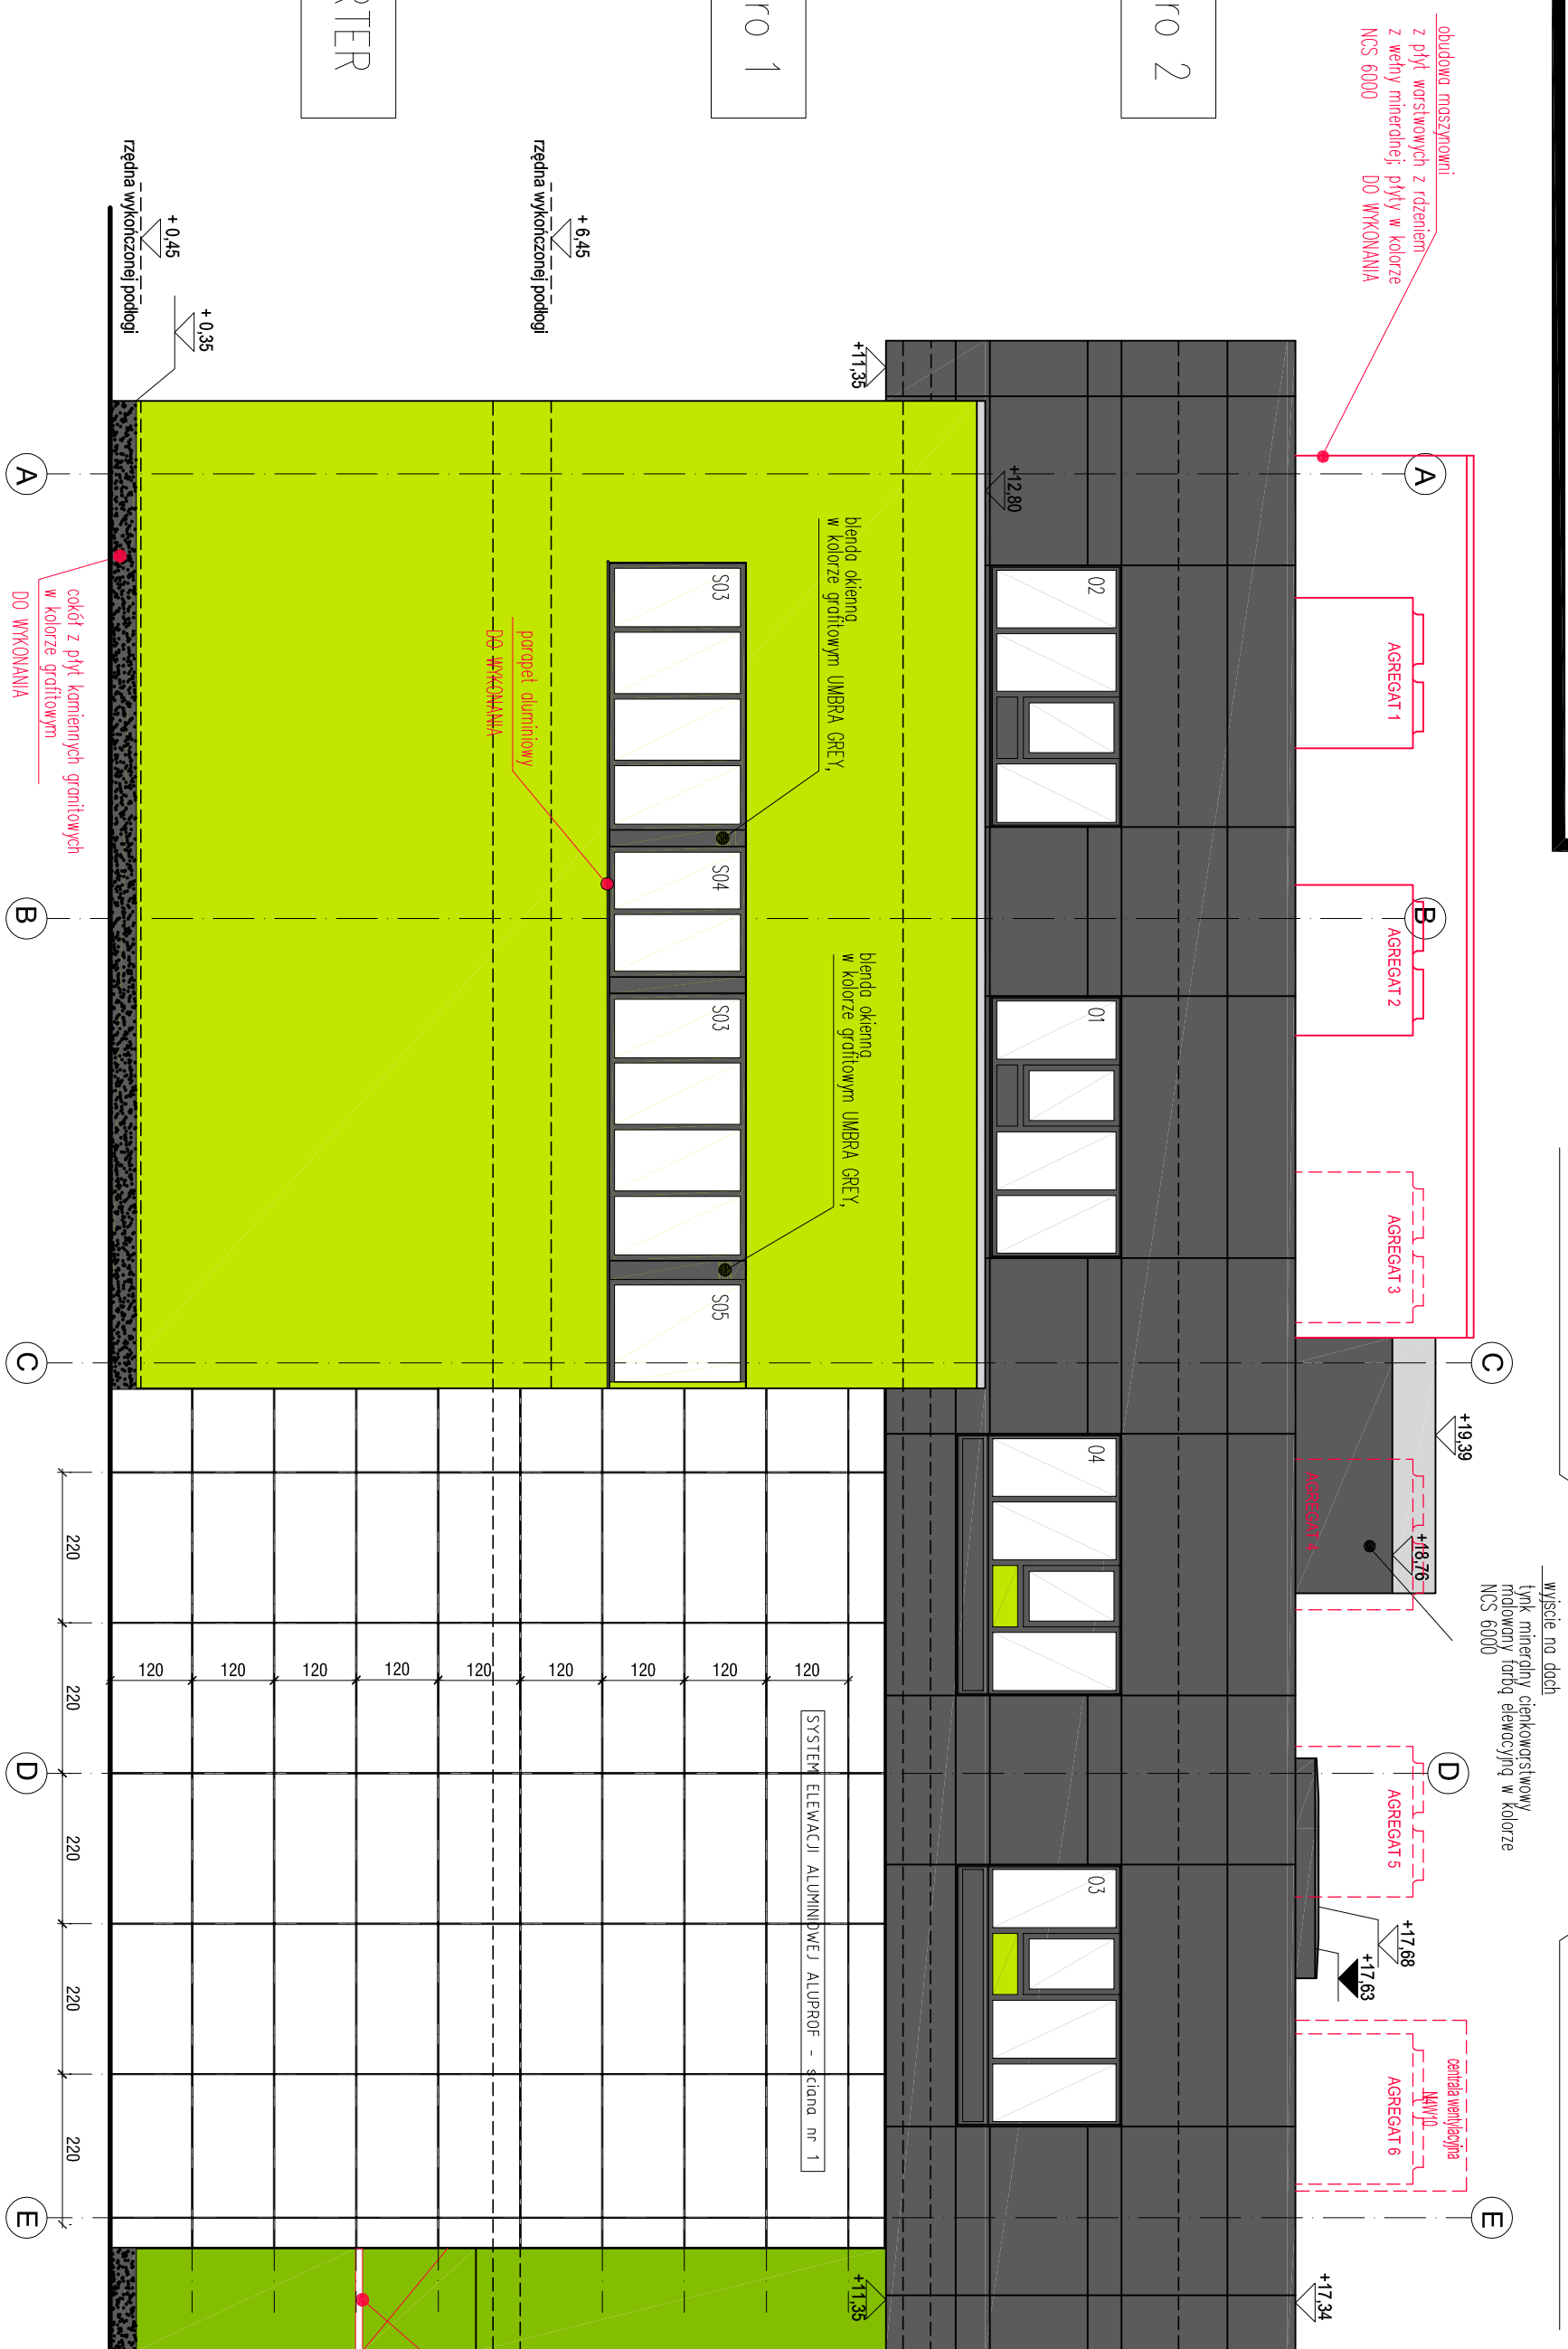 obudowa maszynowni
z płyt warstwowych z rdzeniem
z wełny mineralnej; płyty w kolorze
NCS 6000 DO WYKONANIA
AGREGAT 1
AGREGAT 2
AGREGAT 3
AGREGAT 4
AGREGAT 5
AGREGAT 6
centrala wentylacyjna
N4W10
wyjście na dach
tynk mineralny cienkowarstwowy
malowany farbą elewacyjną w kolorze
NCS 6000
A
B
C
D
E
+19,39
+18,76
+17,68
+17,63
+17,34
ro 2
02
01
04
03
+12,80
+11,35
+11,35
ro 1
blenda okienna
w kolorze grafitowym UMBRA GREY,
blenda okienna
w kolorze grafitowym UMBRA GREY,
S03
S04
S03
S05
SYSTEM ELEWACJI ALUMINIOWEJ ALUPROF - ściana nr 1
+ 6,45
rzędna wykończonej podłogi
parapet aluminiowy
DO WYKONANIA
120
120
120
120
120
120
120
120
120
RTER
+ 0,35
+ 0,45
rzędna wykończonej podłogi
cokół z płyt kamiennych granitowych
w kolorze grafitowym
DO WYKONANIA
220
220
220
220
220
A
B
C
D
E